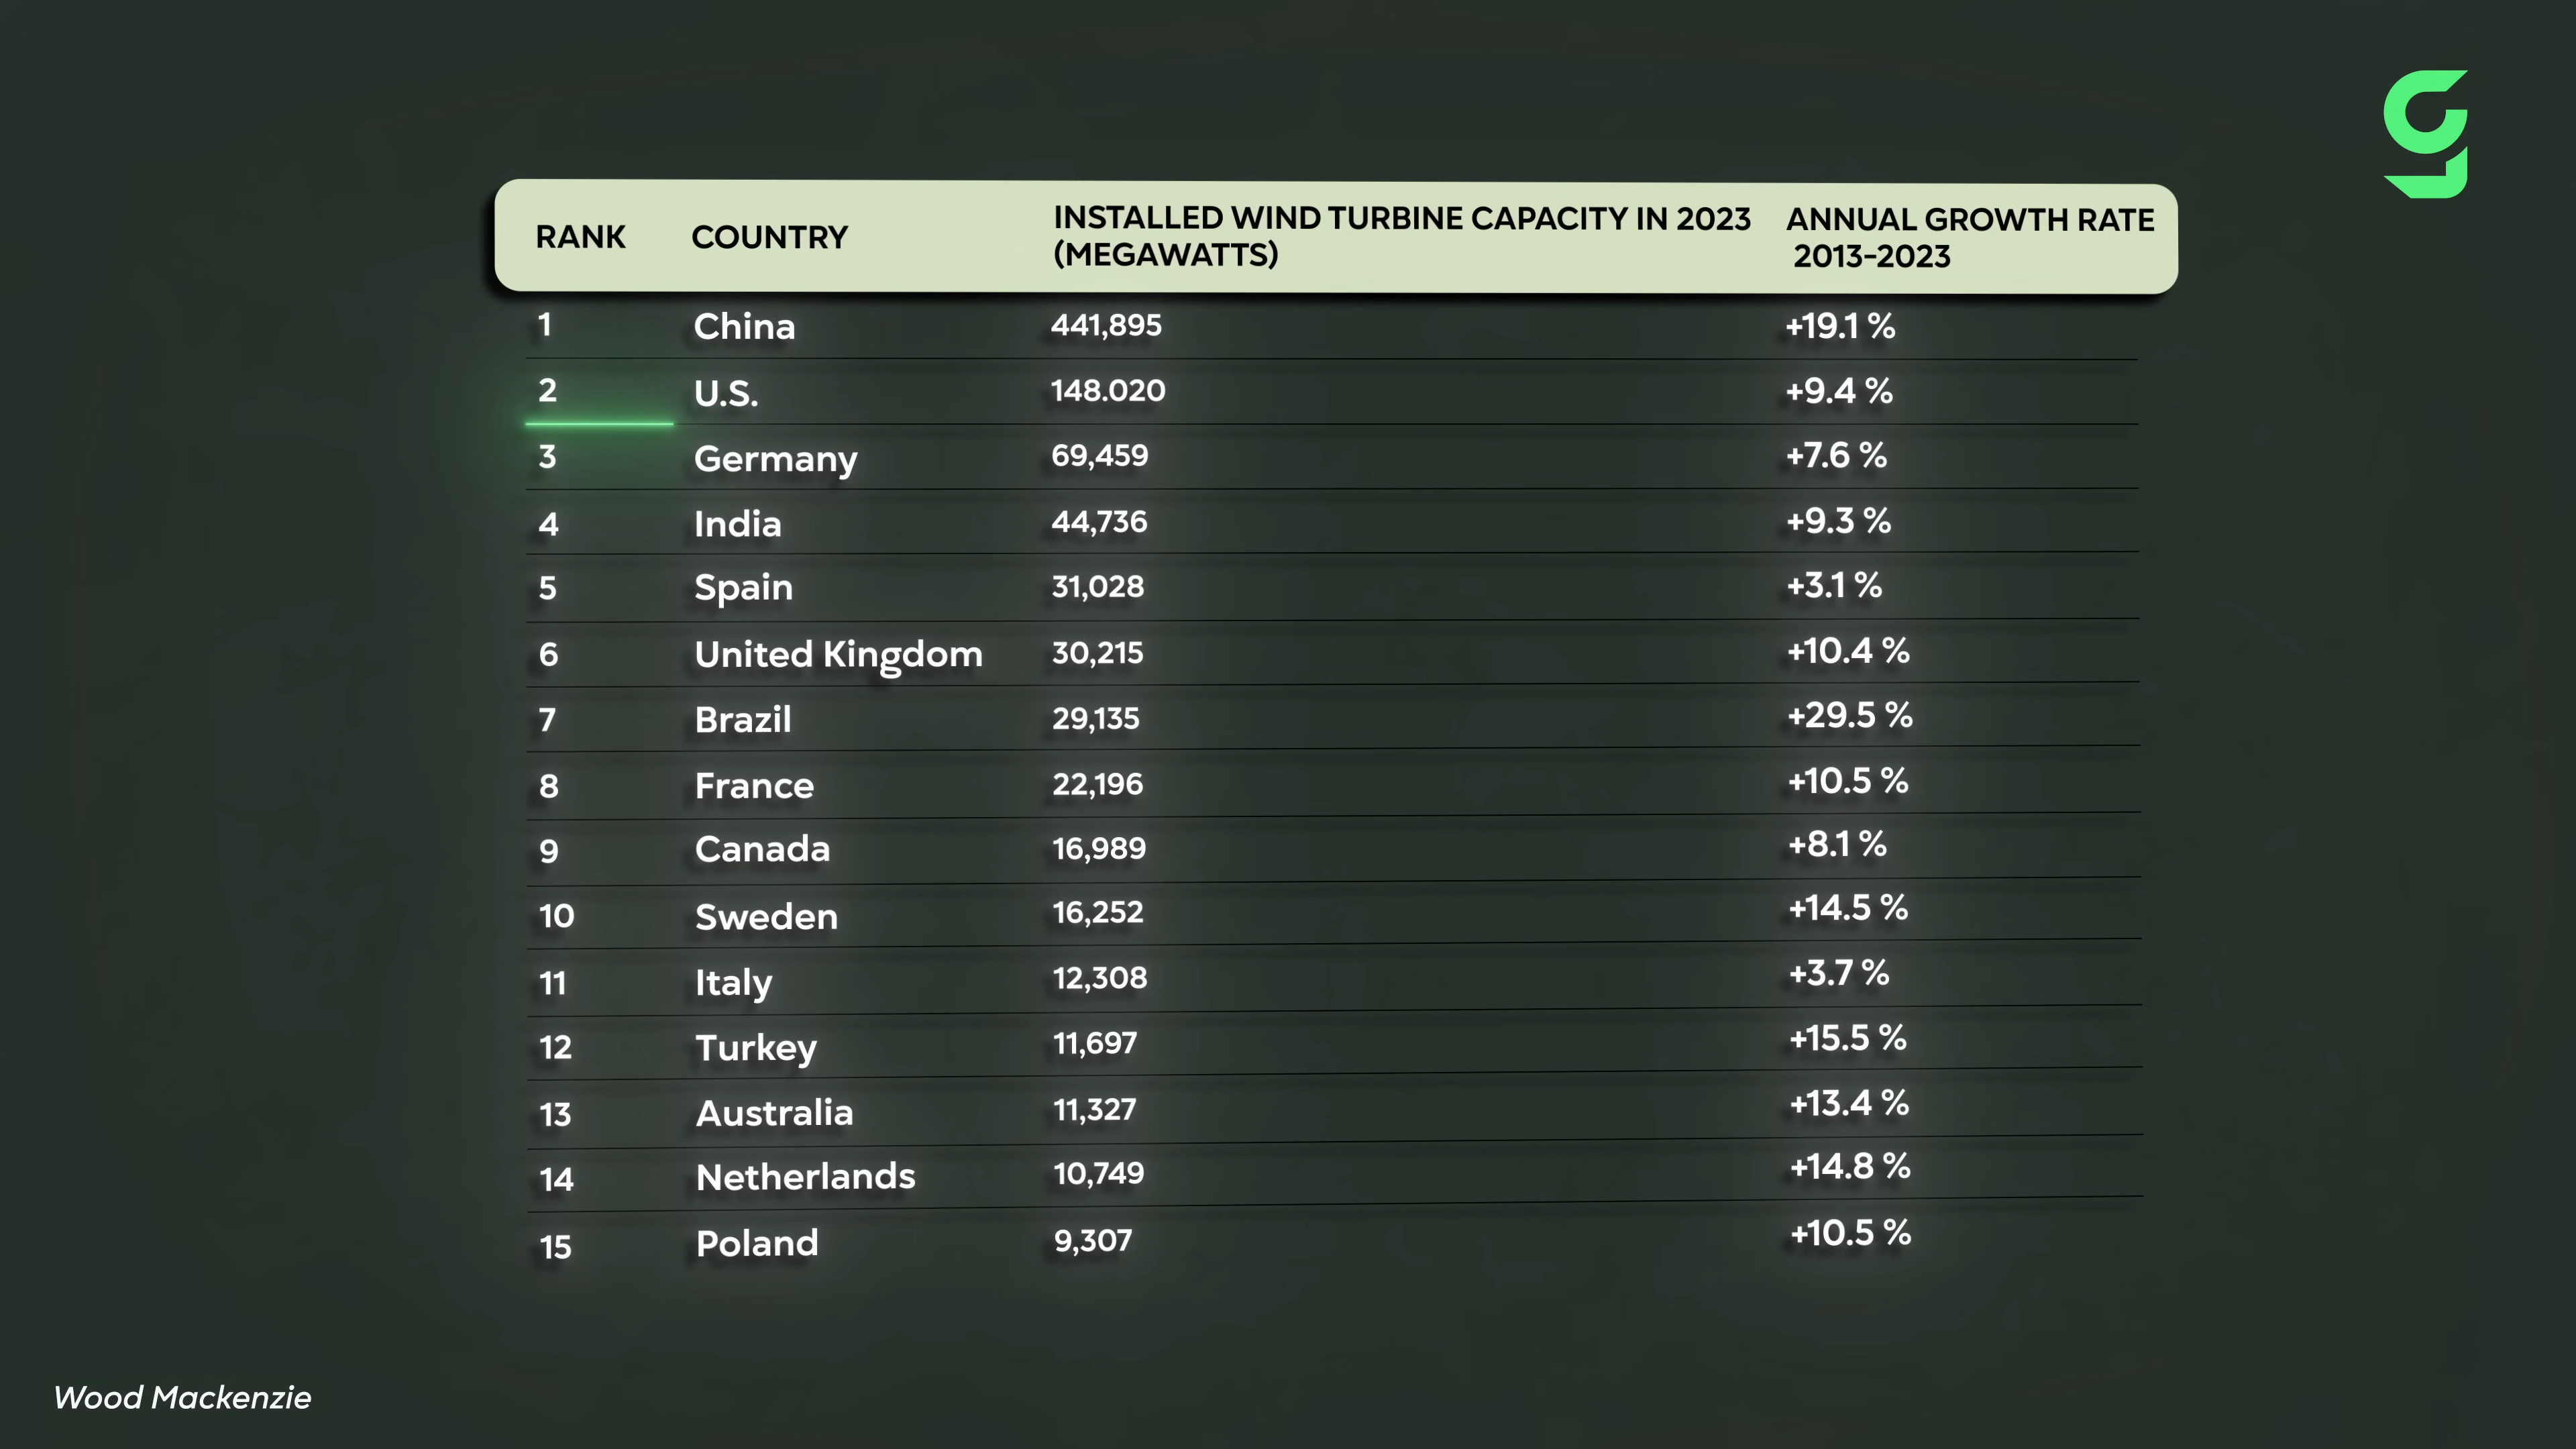 RANK COUNTRY INSTALLED WIND TURBINE CAPACITY IN 2023 (MEGAWATTS) ANNUAL GROWTH RATE 2013-2023
1 China 441,895 +19.1 %
2 U.S. 148.020 +9.4 %
3 Germany 69,459 +7.6 %
4 India 44,736 +9.3 %
5 Spain 31,028 +3.1 %
6 United Kingdom 30,215 +10.4 %
7 Brazil 29,135 +29.5 %
8 France 22,196 +10.5 %
9 Canada 16,989 +8.1 %
10 Sweden 16,252 +14.5 %
11 Italy 12,308 +3.7 %
12 Turkey 11,697 +15.5 %
13 Australia 11,327 +13.4 %
14 Netherlands 10,749 +14.8 %
15 Poland 9,307 +10.5 %
Wood Mackenzie